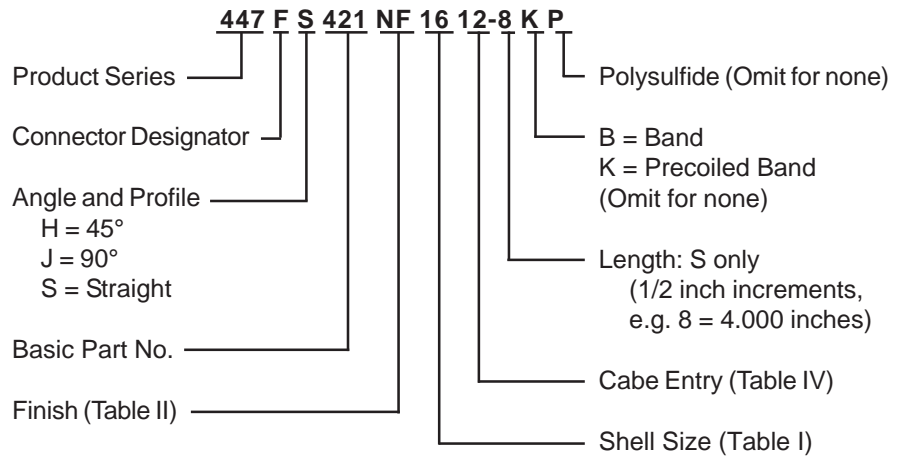 447 F S 421 NF 16 12-8 K P
Product Series
Connector Designator
Angle and Profile
H = 45°
J = 90°
S = Straight
Basic Part No.
Finish (Table II)
Polysulfide (Omit for none)
B = Band
K = Precoiled Band
(Omit for none)
Length: S only
(1/2 inch increments,
e.g. 8 = 4.000 inches)
Cabe Entry (Table IV)
Shell Size (Table I)